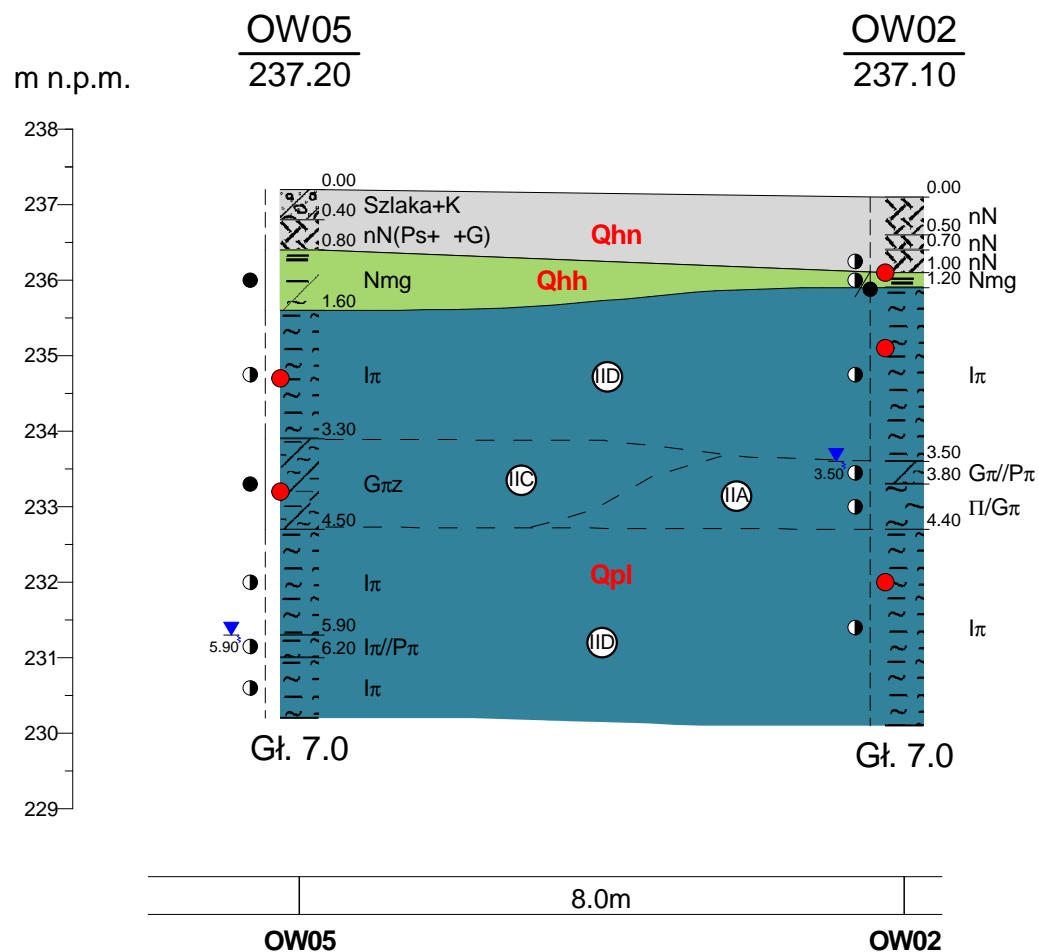 OW05
237.20
OW02
237.10
m n.p.m.
238
237
236
235
234
233
232
231
230
229
0.00
Szlaka+K
0.40
nN(Ps+ +G)
0.80
Nmg
1.60
Iπ
3.30
Gπz
4.50
Iπ
5.90
5.90
6.20
Iπ//Pπ
Iπ
Gł. 7.0
Qhn
Qhh
IID
IIC
IIA
Qpl
IID
0.00
nN
0.50
nN
0.70
nN
1.00
1.20
Nmg
Iπ
3.50
3.50
Gπ//Pπ
3.80
Π/Gπ
4.40
Iπ
Gł. 7.0
8.0m
OW05
OW02